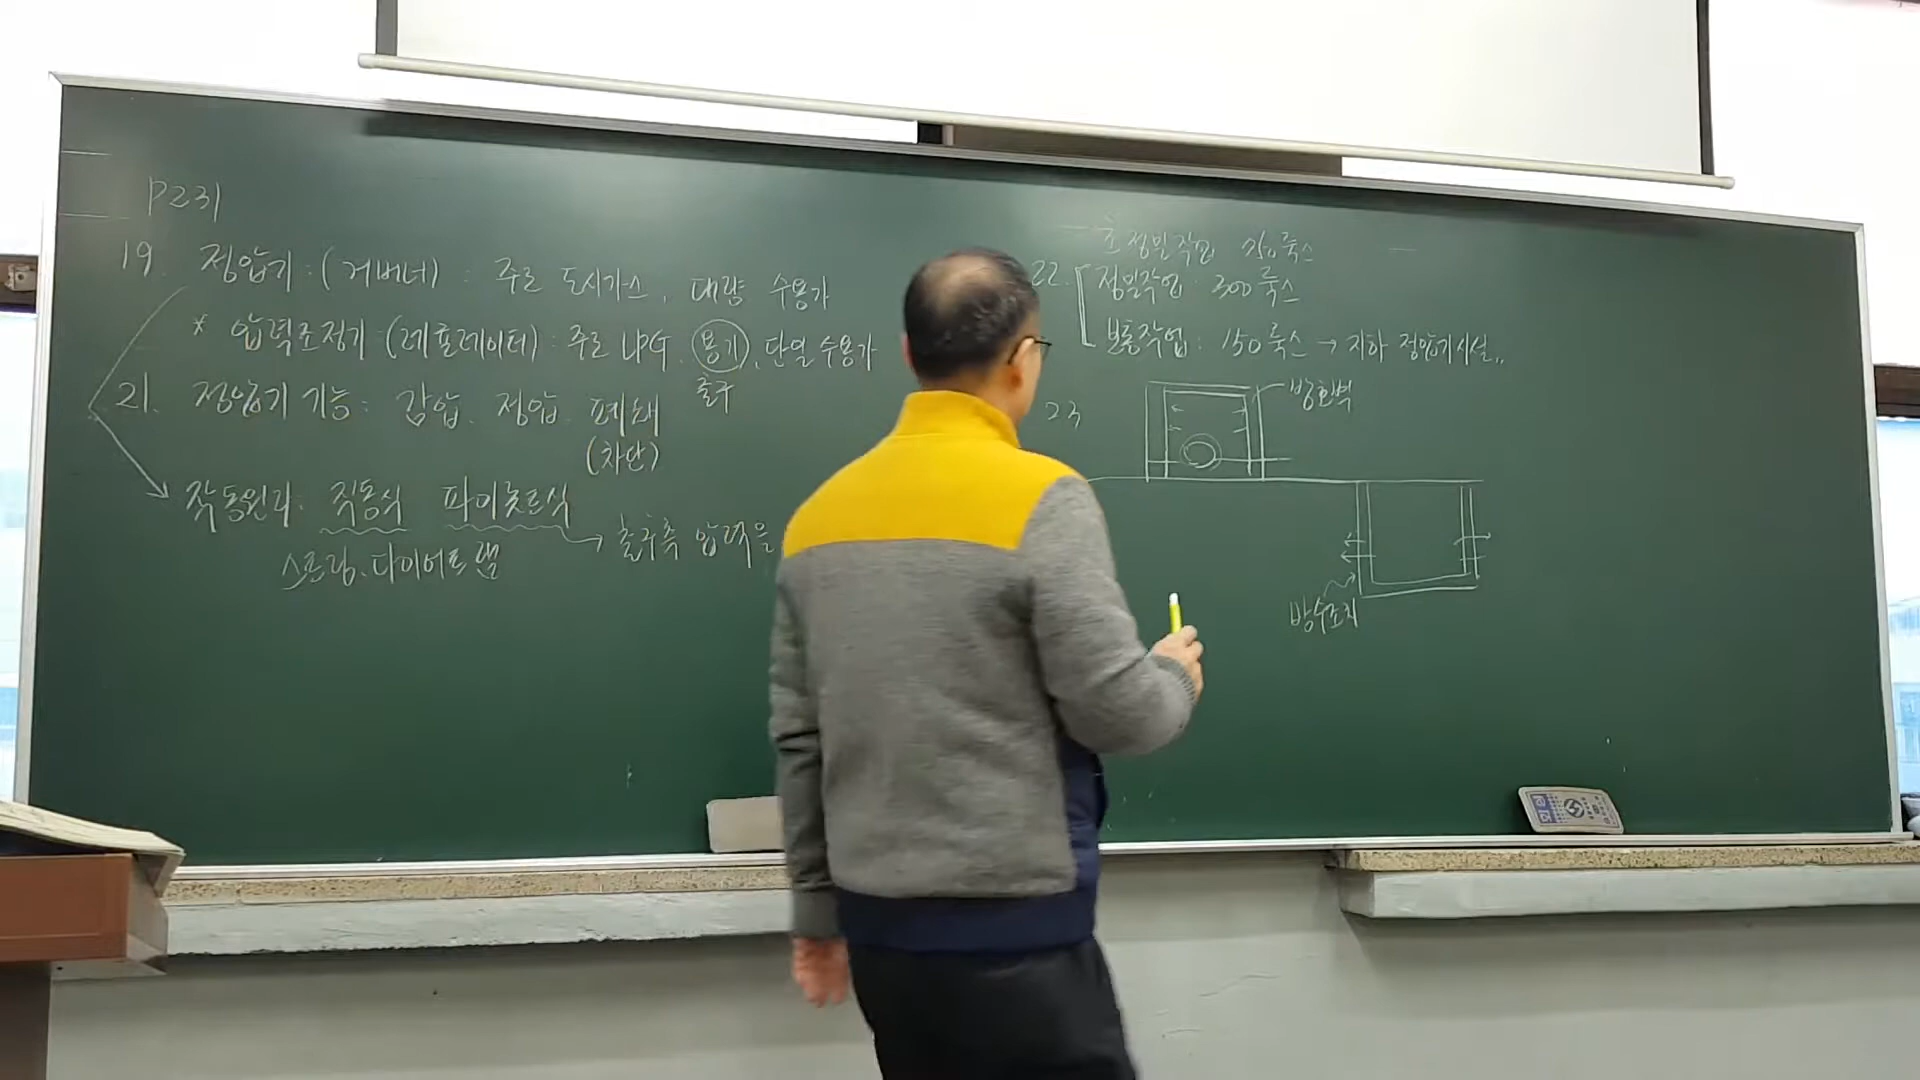 P231
19. 정압기 : (거버너) : 주로 도시가스, 대량 수용가
* 압력조정기 (레귤레이터) : 주로 LPG, 용기, 단열 수용가
출구
21. 정압기 기능 : 감압. 정압. 폐쇄
(차단)
작동원리. 직동식 파이롯트식
→ 출구측 압력을
스프링. 다이어프램
초정밀작업 750룩스
22. 정밀작업 300룩스
보통작업 : 150룩스 → 지하 정압기시설..
23
방호벽
방수조치